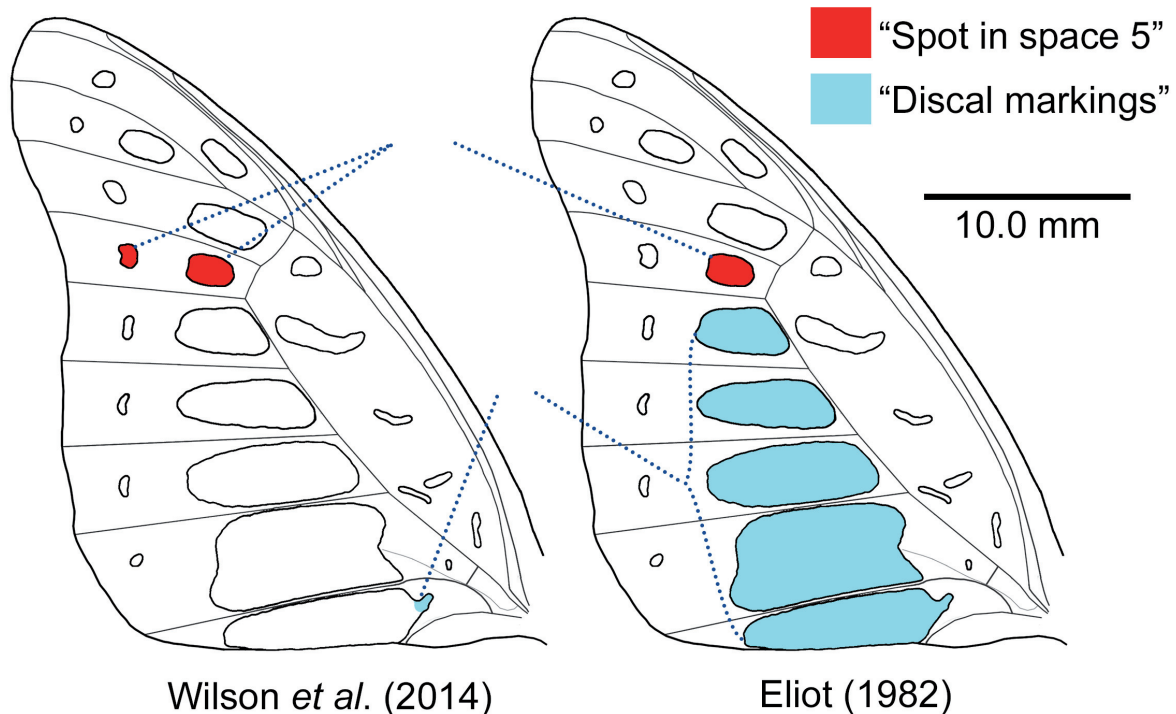 “Spot in space 5”
“Discal markings”
10.0 mm
Wilson et al. (2014)
Eliot (1982)